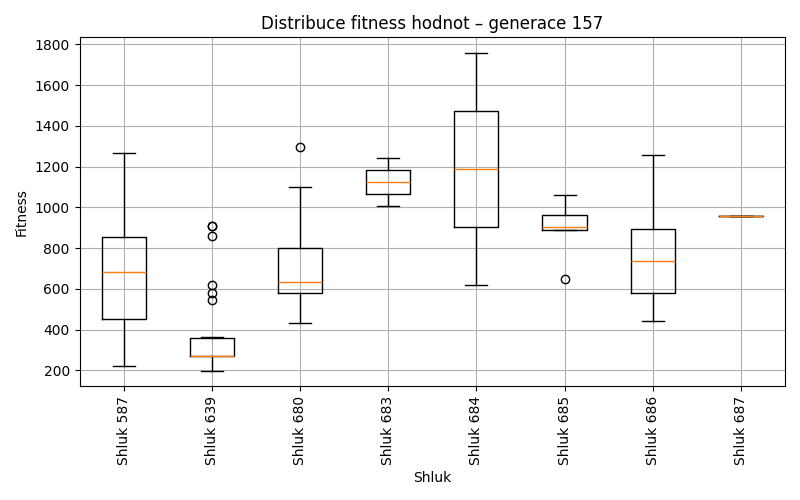 Distribuce fitness hodnot – generace 157
1800
1600
1400
1200
1000
800
600
400
200
Fitness
Shluk 587
Shluk 639
Shluk 680
Shluk 683
Shluk 684
Shluk 685
Shluk 686
Shluk 687
Shluk